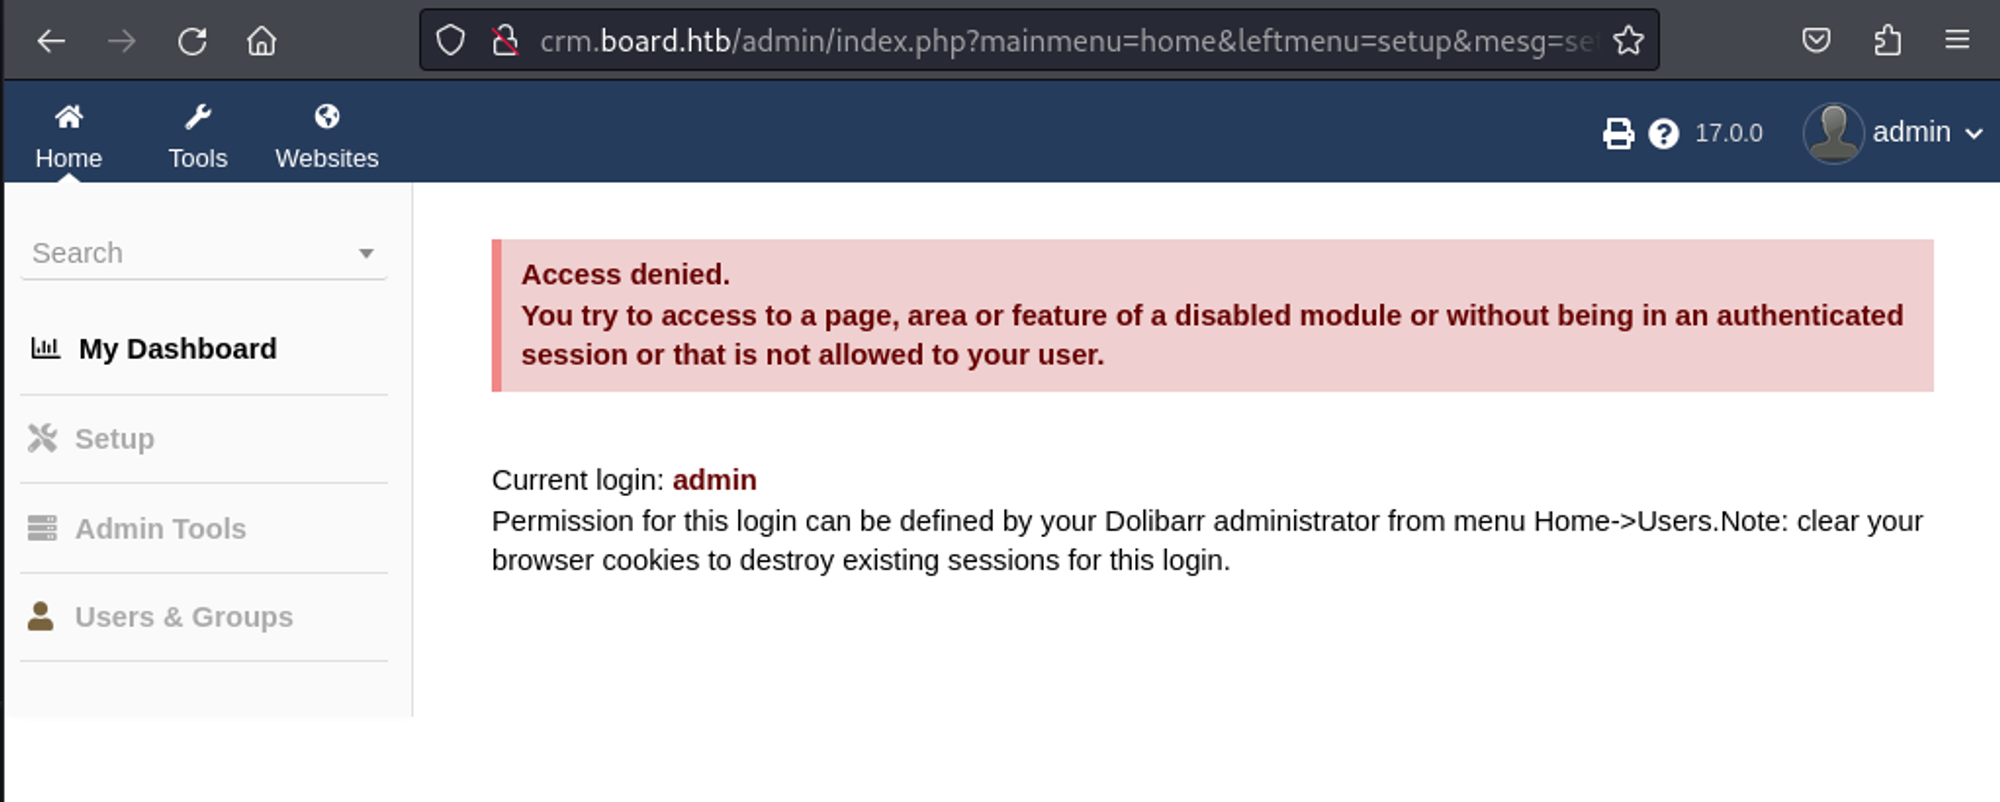 crm.board.htb/admin/index.php?mainmenu=home&leftmenu=setup&mesg=se
Home
Tools
Websites
17.0.0
admin
Search
My Dashboard
Setup
Admin Tools
Users & Groups
Access denied.
You try to access to a page, area or feature of a disabled module or without being in an authenticated
session or that is not allowed to your user.
Current login: admin
Permission for this login can be defined by your Dolibarr administrator from menu Home->Users.Note: clear your
browser cookies to destroy existing sessions for this login.